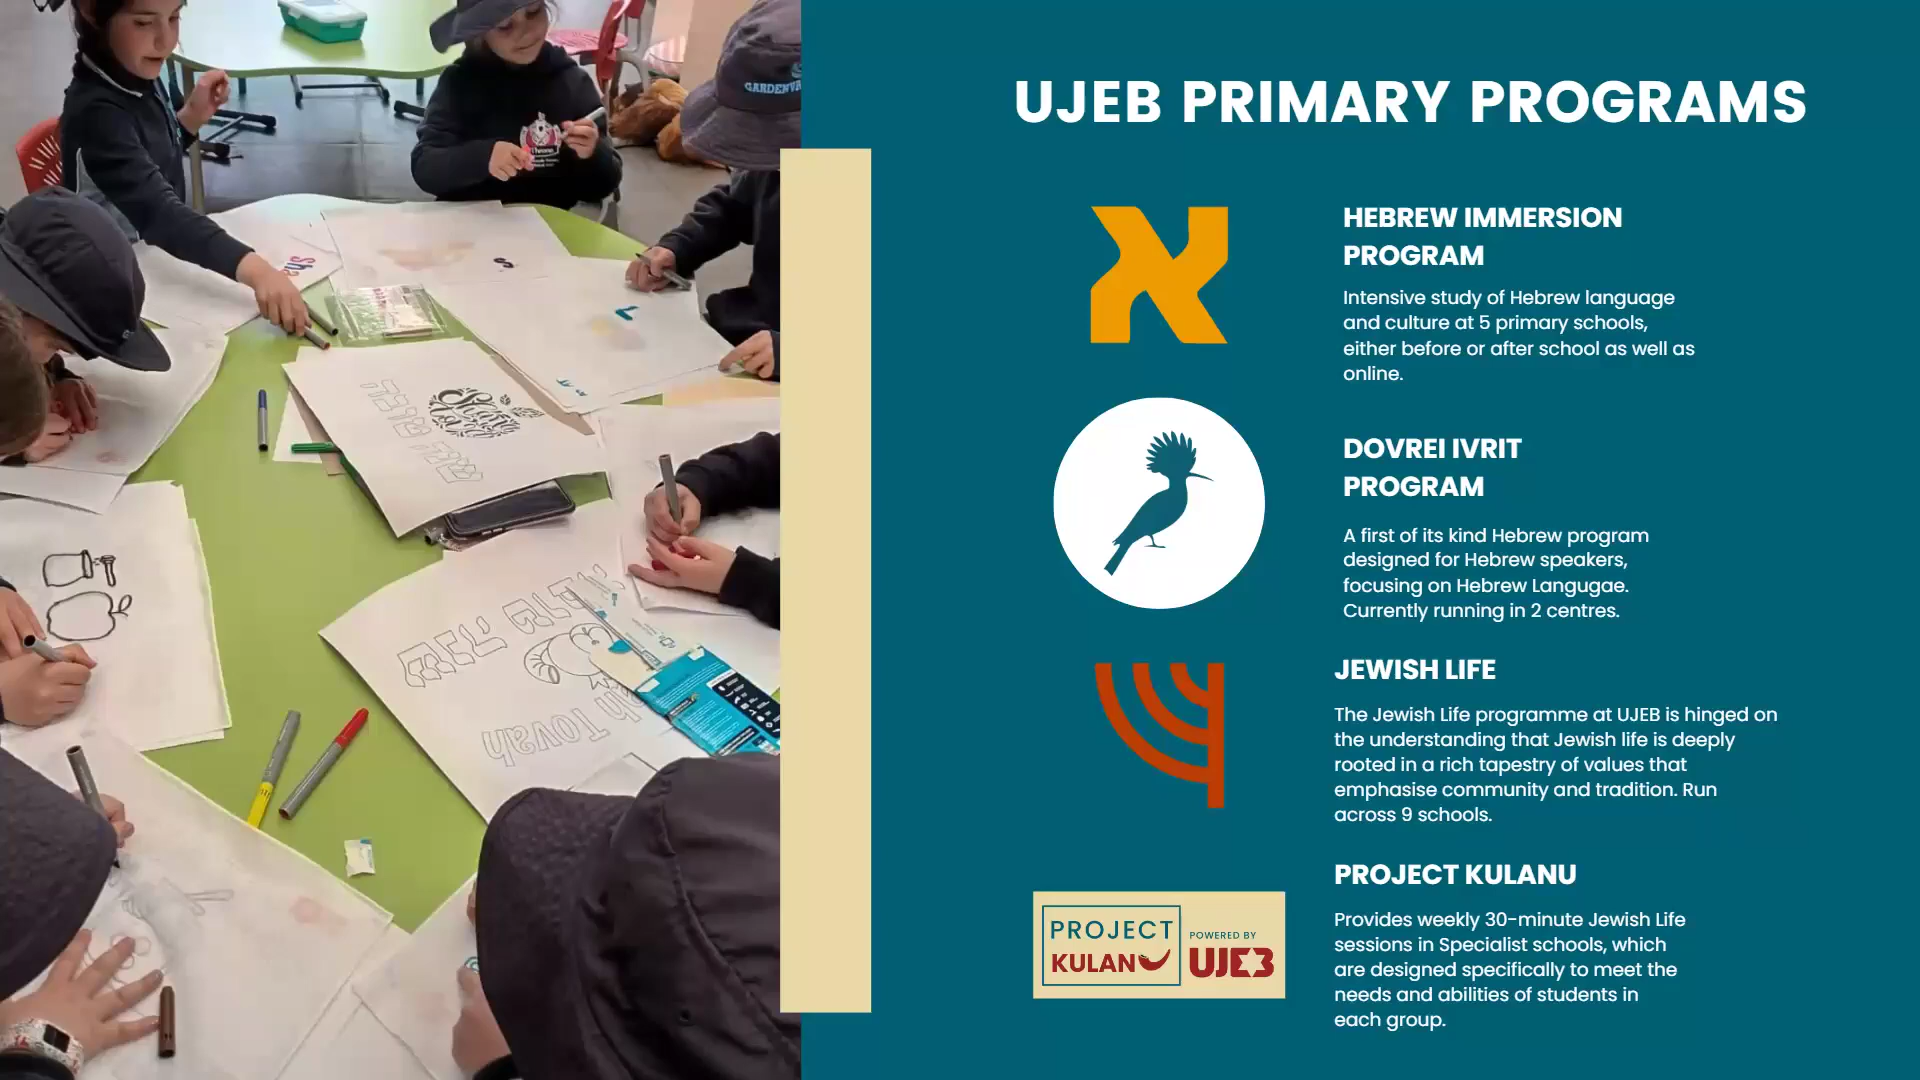 UJEB PRIMARY PROGRAMS
HEBREW IMMERSION
PROGRAM
Intensive study of Hebrew language
and culture at 5 primary schools,
either before or after school as well as
online.
DOVREI IVRIT
PROGRAM
A first of its kind Hebrew program
designed for Hebrew speakers,
focusing on Hebrew Langugae.
Currently running in 2 centres.
JEWISH LIFE
The Jewish Life programme at UJEB is hinged on
the understanding that Jewish life is deeply
rooted in a rich tapestry of values that
emphasise community and tradition. Run
across 9 schools.
PROJECT KULANU
Provides weekly 30-minute Jewish Life
sessions in Specialist schools, which
are designed specifically to meet the
needs and abilities of students in
each group.
א
PROJECT
KULANU
POWERED BY
UJEB
Shana
Tova
שנה טובה
Tovah